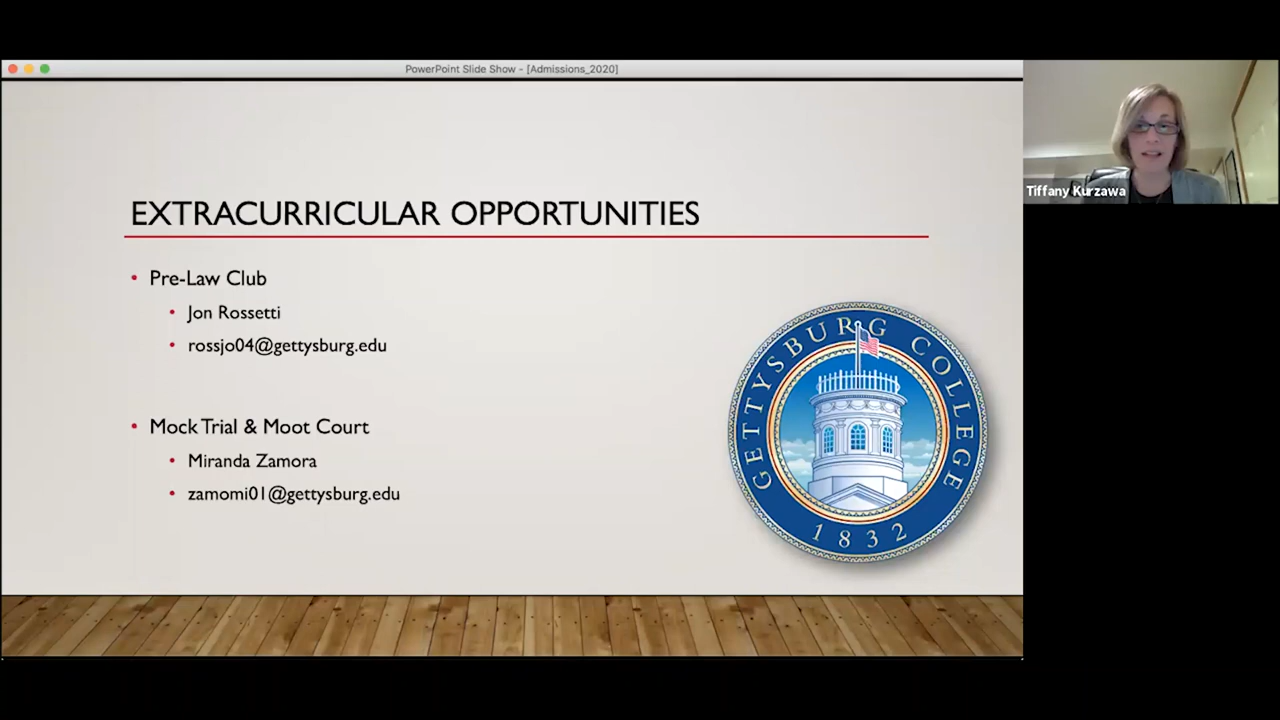 PowerPoint Slide Show - [Admissions_2020]
Tiffany Kurzawa
EXTRACURRICULAR OPPORTUNITIES
Pre-Law Club
Jon Rossetti
rossjo04@gettysburg.edu
Mock Trial & Moot Court
Miranda Zamora
zamomi01@gettysburg.edu
GETTYSBURG COLLEGE
1832